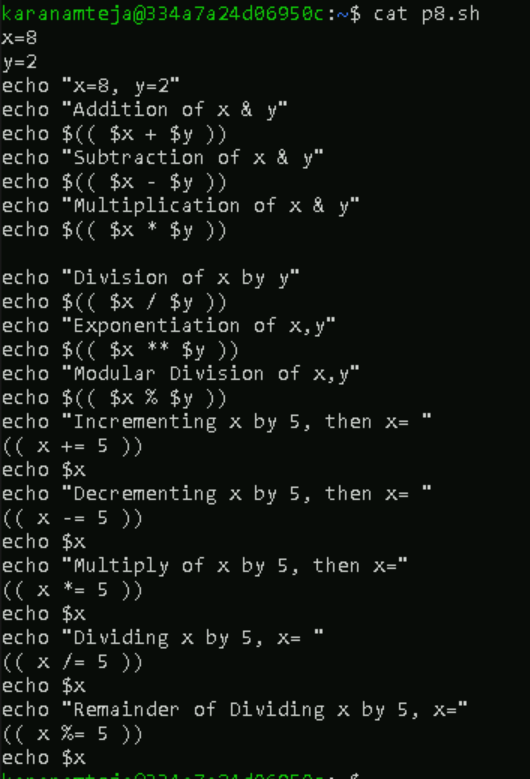 karanamteja@334a7a24d06950c:~$ cat p8.sh
x=8
y=2
echo "x=8, y=2"
echo "Addition of x & y"
echo $(( $x + $y ))
echo "Subtraction of x & y"
echo $(( $x - $y ))
echo "Multiplication of x & y"
echo $(( $x * $y ))
echo "Division of x by y"
echo $(( $x / $y ))
echo "Exponentiation of x,y"
echo $(( $x ** $y ))
echo "Modular Division of x,y"
echo $(( $x % $y ))
echo "Incrementing x by 5, then x= "
(( x += 5 ))
echo $x
echo "Decrementing x by 5, then x= "
(( x -= 5 ))
echo $x
echo "Multiply of x by 5, then x="
(( x *= 5 ))
echo $x
echo "Dividing x by 5, x= "
(( x /= 5 ))
echo $x
echo "Remainder of Dividing x by 5, x="
(( x %= 5 ))
echo $x